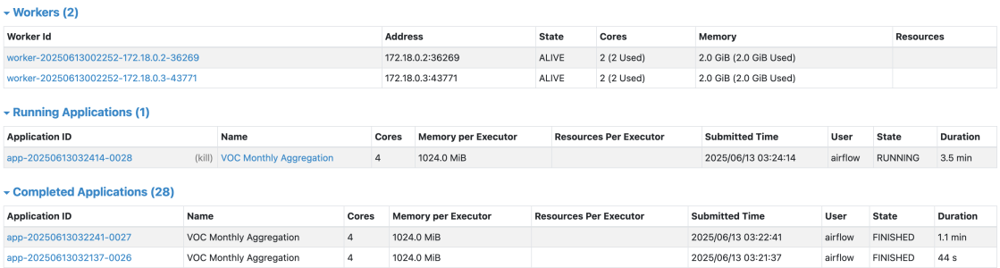 Workers (2)
Worker Id Address State Cores Memory Resources
worker-20250613002252-172.18.0.2-36269 172.18.0.2:36269 ALIVE 2 (2 Used) 2.0 GiB (2.0 GiB Used)
worker-20250613002252-172.18.0.3-43771 172.18.0.3:43771 ALIVE 2 (2 Used) 2.0 GiB (2.0 GiB Used)
Running Applications (1)
Application ID Name Cores Memory per Executor Resources Per Executor Submitted Time User State Duration
app-20250613032414-0028 (kill) VOC Monthly Aggregation 4 1024.0 MiB 2025/06/13 03:24:14 airflow RUNNING 3.5 min
Completed Applications (28)
Application ID Name Cores Memory per Executor Resources Per Executor Submitted Time User State Duration
app-20250613032241-0027 VOC Monthly Aggregation 4 1024.0 MiB 2025/06/13 03:22:41 airflow FINISHED 1.1 min
app-20250613032137-0026 VOC Monthly Aggregation 4 1024.0 MiB 2025/06/13 03:21:37 airflow FINISHED 44 s